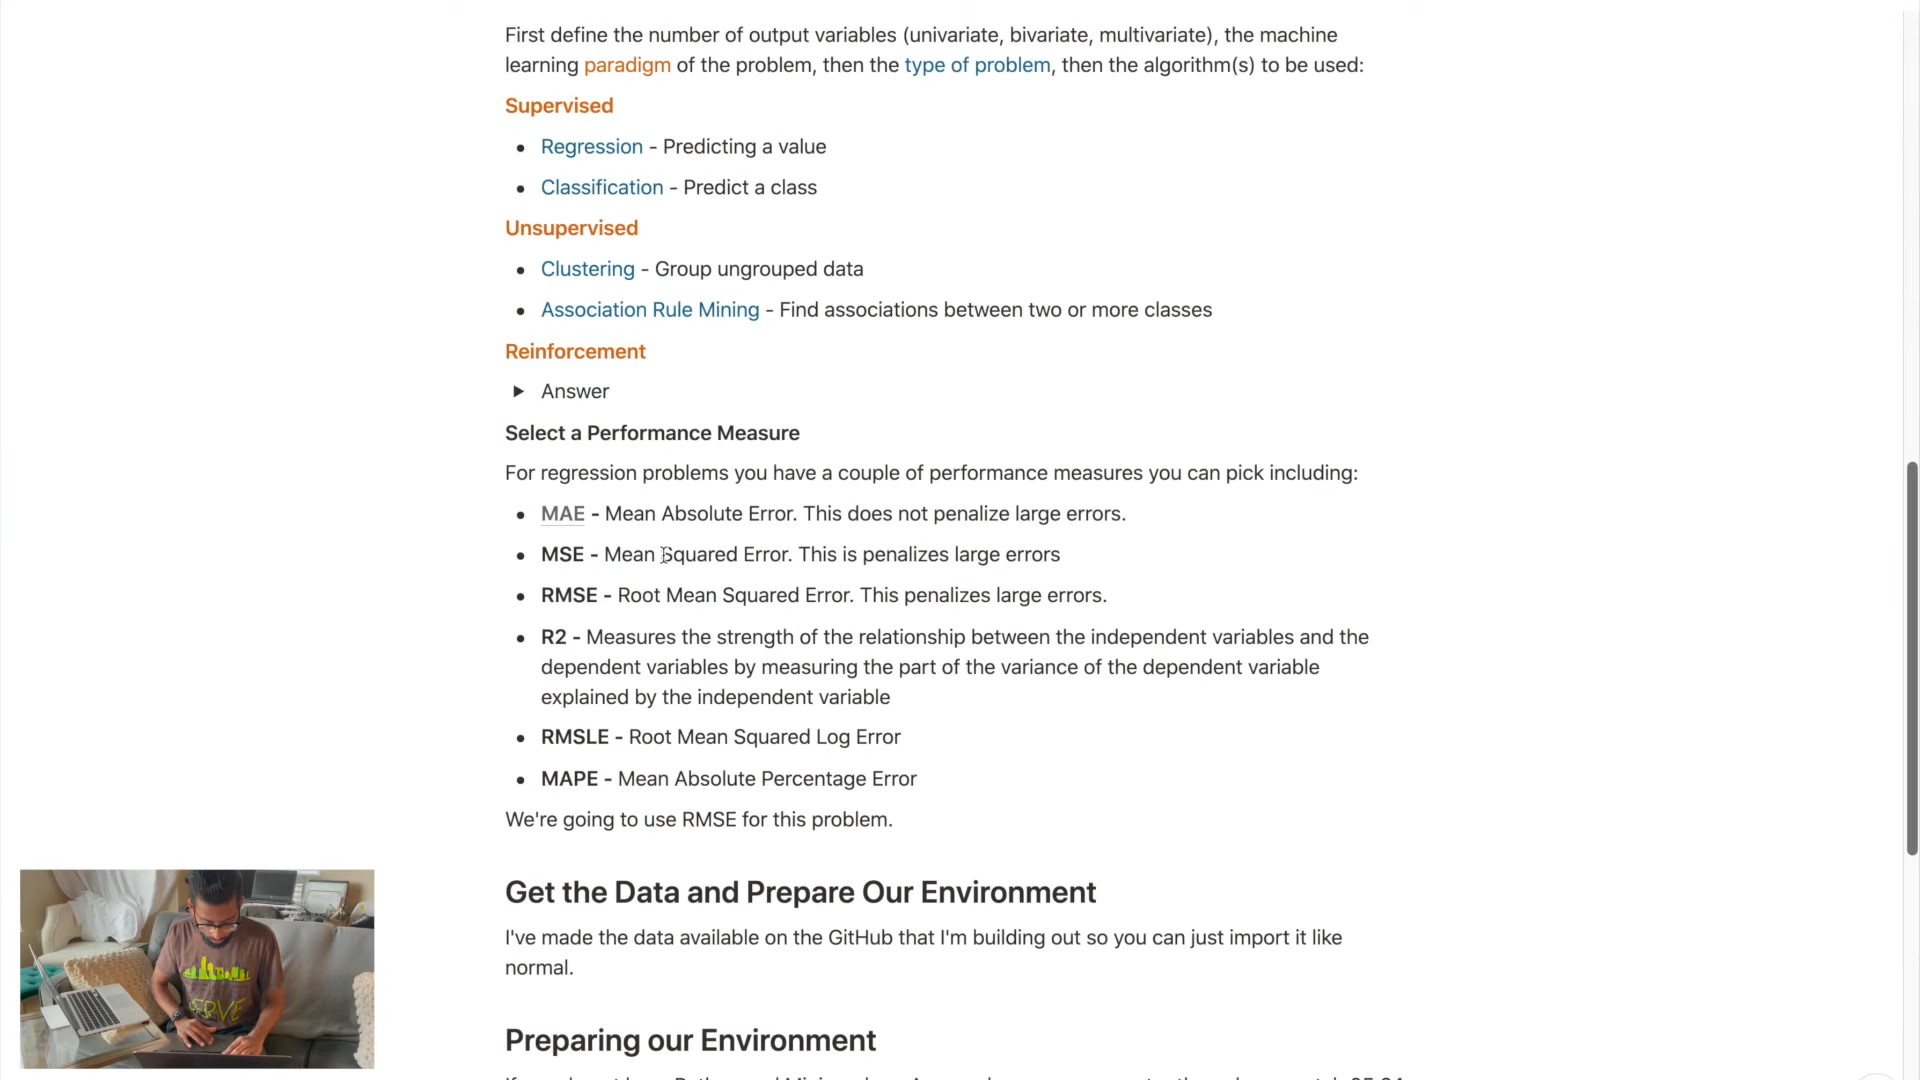 First define the number of output variables (univariate, bivariate, multivariate), the machine
learning paradigm of the problem, then the type of problem, then the algorithm(s) to be used:
Supervised
Regression - Predicting a value
Classification - Predict a class
Unsupervised
Clustering - Group ungrouped data
Association Rule Mining - Find associations between two or more classes
Reinforcement
Answer
Select a Performance Measure
For regression problems you have a couple of performance measures you can pick including:
MAE - Mean Absolute Error. This does not penalize large errors.
MSE - Mean Squared Error. This is penalizes large errors
RMSE - Root Mean Squared Error. This penalizes large errors.
R2 - Measures the strength of the relationship between the independent variables and the
dependent variables by measuring the part of the variance of the dependent variable
explained by the independent variable
RMSLE - Root Mean Squared Log Error
MAPE - Mean Absolute Percentage Error
We're going to use RMSE for this problem.
Get the Data and Prepare Our Environment
I've made the data available on the GitHub that I'm building out so you can just import it like
normal.
SERVE
Preparing our Environment